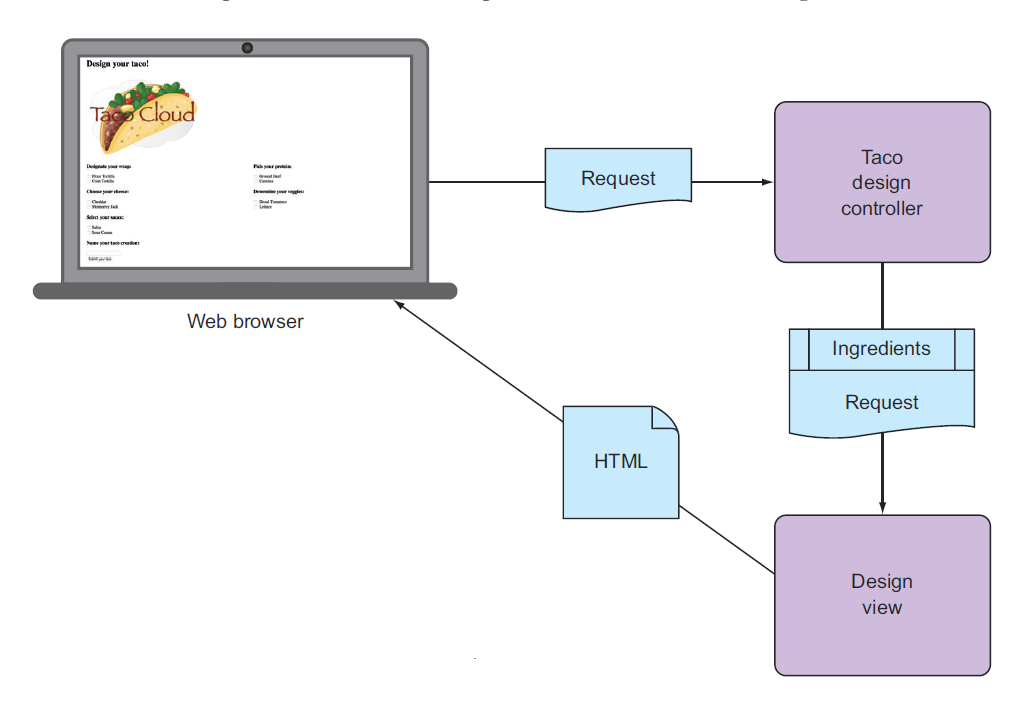 Design your taco!
Taco Cloud
Designate your wrap:
Pick your protein:
Flour Tortilla
Ground Beef
Corn Tortilla
Carnitas
Choose your cheese:
Determine your veggies:
Cheddar
Diced Tomatoes
Monterrey Jack
Lettuce
Select your sauce:
Salsa
Sour Cream
Name your taco creation:
Submit your taco
Web browser
Request
Taco
design
controller
Ingredients
Request
HTML
Design
view